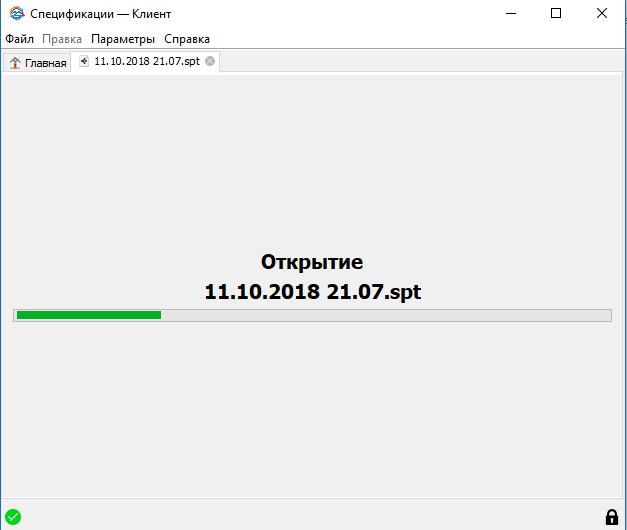 Спецификации — Клиент
Файл Правка Параметры Справка
Главная 11.10.2018 21.07.spt
Открытие
11.10.2018 21.07.spt